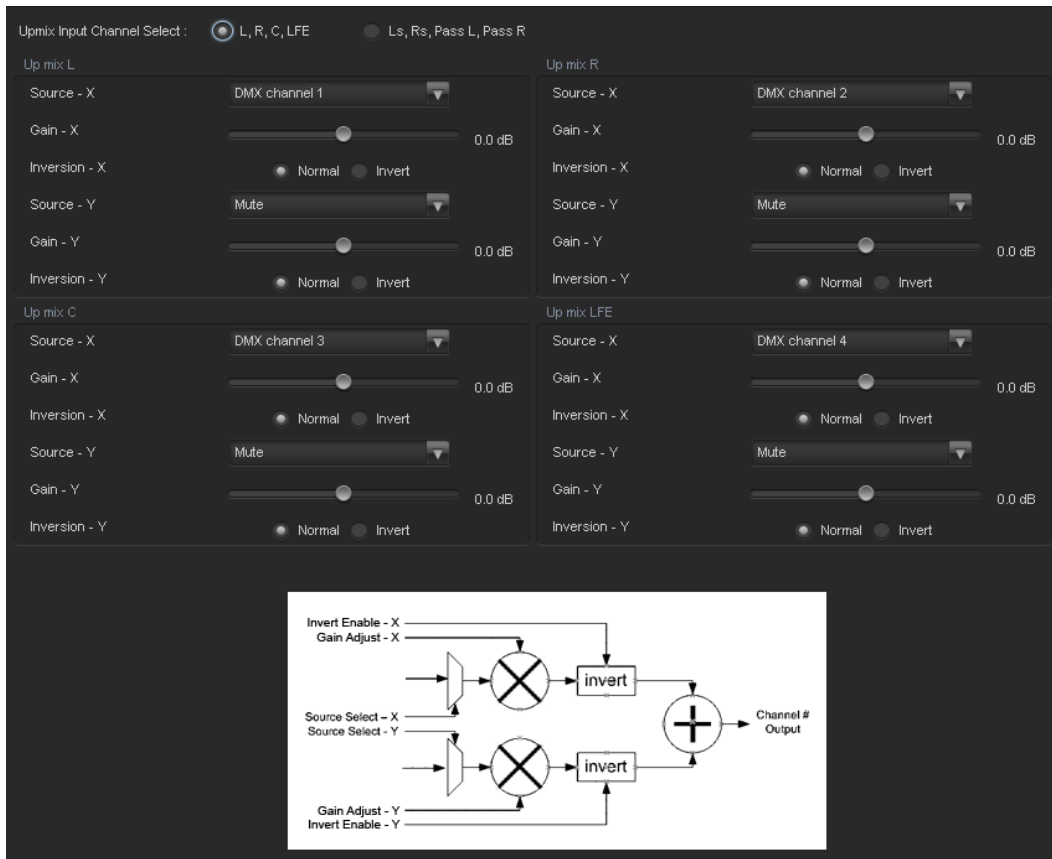 Upmix Input Channel Select : L, R, C, LFE Ls, Rs, Pass L, Pass R
Up mix L
Source - X DMX channel 1
Gain - X 0.0 dB
Inversion - X Normal Invert
Source - Y Mute
Gain - Y 0.0 dB
Inversion - Y Normal Invert
Up mix R
Source - X DMX channel 2
Gain - X 0.0 dB
Inversion - X Normal Invert
Source - Y Mute
Gain - Y 0.0 dB
Inversion - Y Normal Invert
Up mix C
Source - X DMX channel 3
Gain - X 0.0 dB
Inversion - X Normal Invert
Source - Y Mute
Gain - Y 0.0 dB
Inversion - Y Normal Invert
Up mix LFE
Source - X DMX channel 4
Gain - X 0.0 dB
Inversion - X Normal Invert
Source - Y Mute
Gain - Y 0.0 dB
Inversion - Y Normal Invert
Invert Enable - X
Gain Adjust - X
invert
Source Select – X
Source Select - Y
Channel #
Output
invert
Gain Adjust - Y
Invert Enable - Y